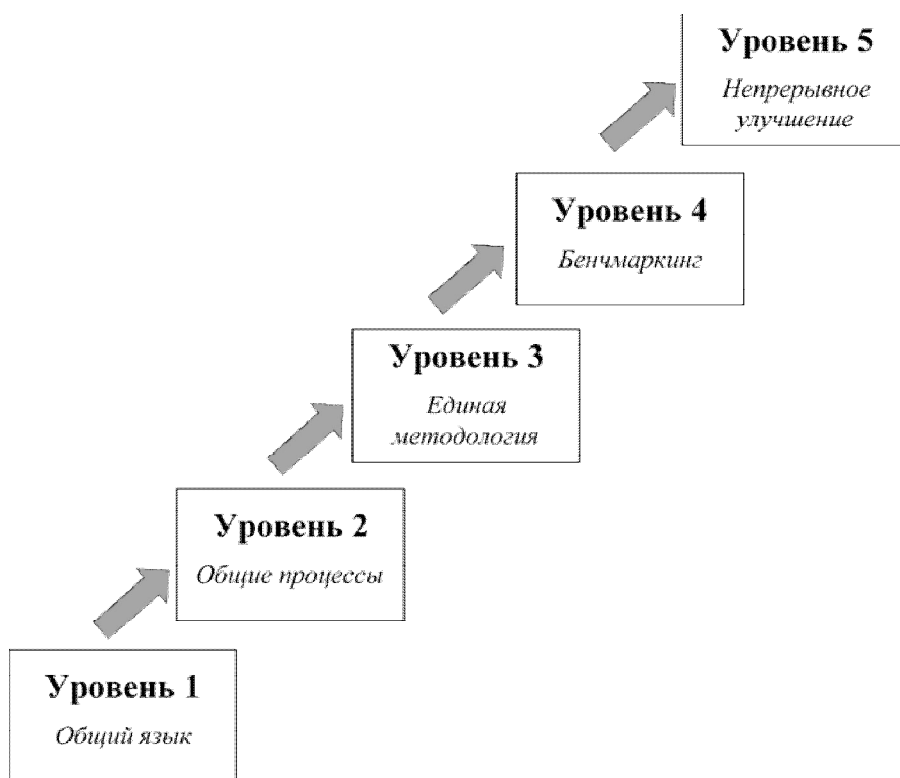 Уровень 5
Непрерывное
улучшение
Уровень 4
Бенчмаркинг
Уровень 3
Единая
методология
Уровень 2
Общие процессы
Уровень 1
Общий язык